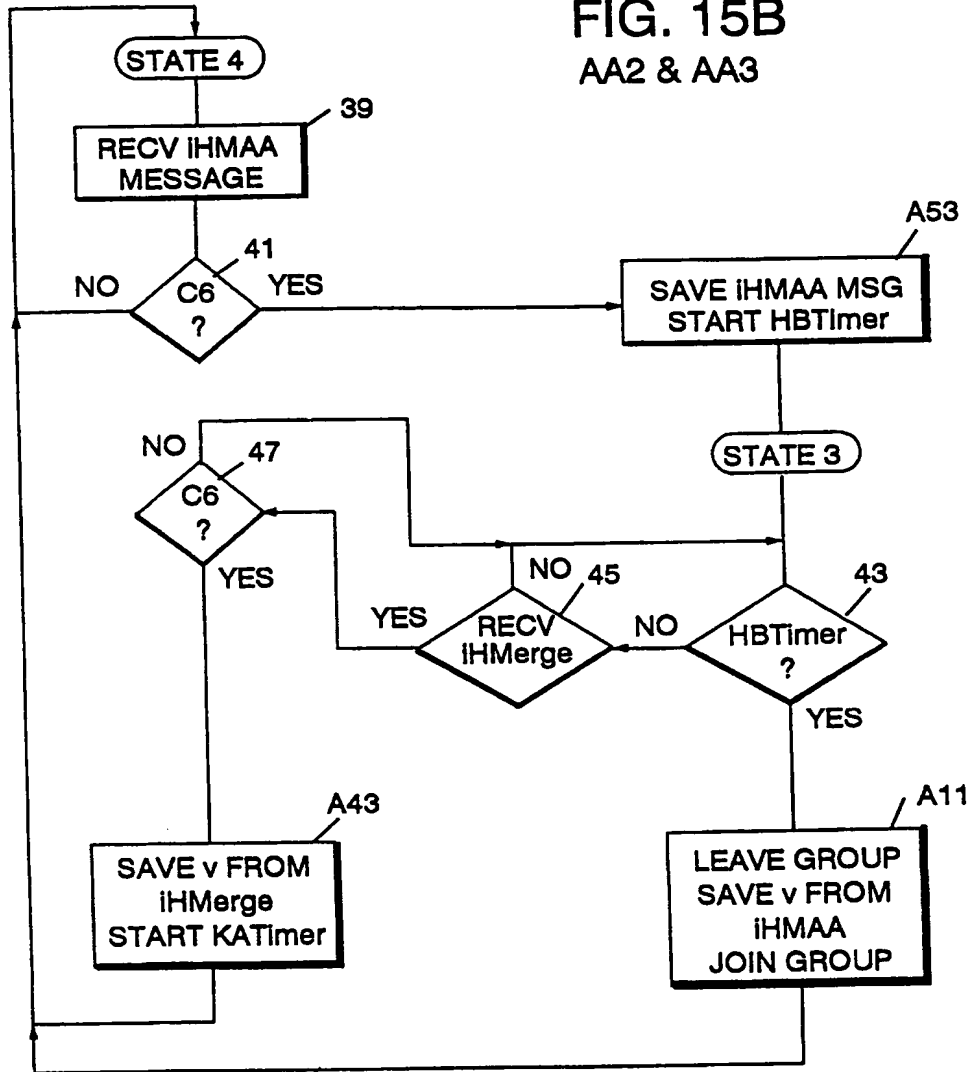 FIG. 15B
AA2 & AA3
STATE 4
39
RECV iHMAA
MESSAGE
41
NO
C6
?
YES
A53
SAVE iHMAA MSG
START HBTimer
STATE 3
NO
47
C6
?
YES
NO
45
RECV
iHMerge
YES
NO
43
HBTimer
?
YES
A43
SAVE v FROM
iHMerge
START KATimer
A11
LEAVE GROUP
SAVE v FROM
iHMAA
JOIN GROUP